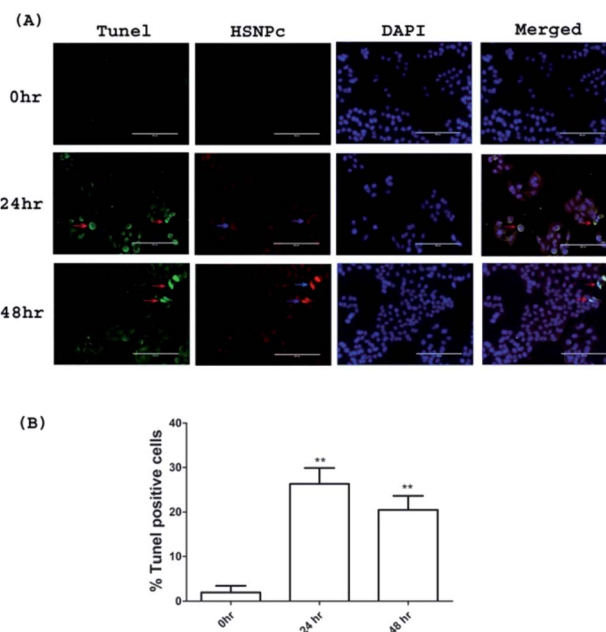 (A)
Tunel HSNPc DAPI Merged
0hr
24hr
48hr
(B)
% Tunel positive cells
40
30
20
10
0
** **
0hr 24 hr 48 hr